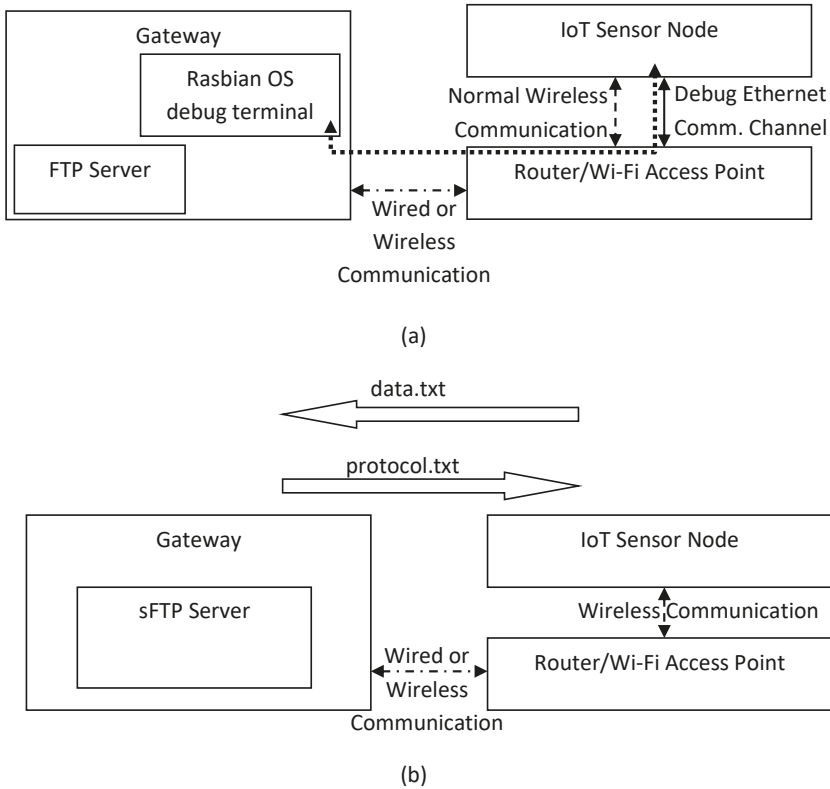 Gateway
Rasbian OS
debug terminal
FTP Server
IoT Sensor Node
Normal Wireless
Communication
Debug Ethernet
Comm. Channel
Router/Wi-Fi Access Point
Wired or
Wireless
Communication
(a)
data.txt
protocol.txt
Gateway
sFTP Server
IoT Sensor Node
Wireless Communication
Router/Wi-Fi Access Point
Wired or
Wireless
Communication
(b)